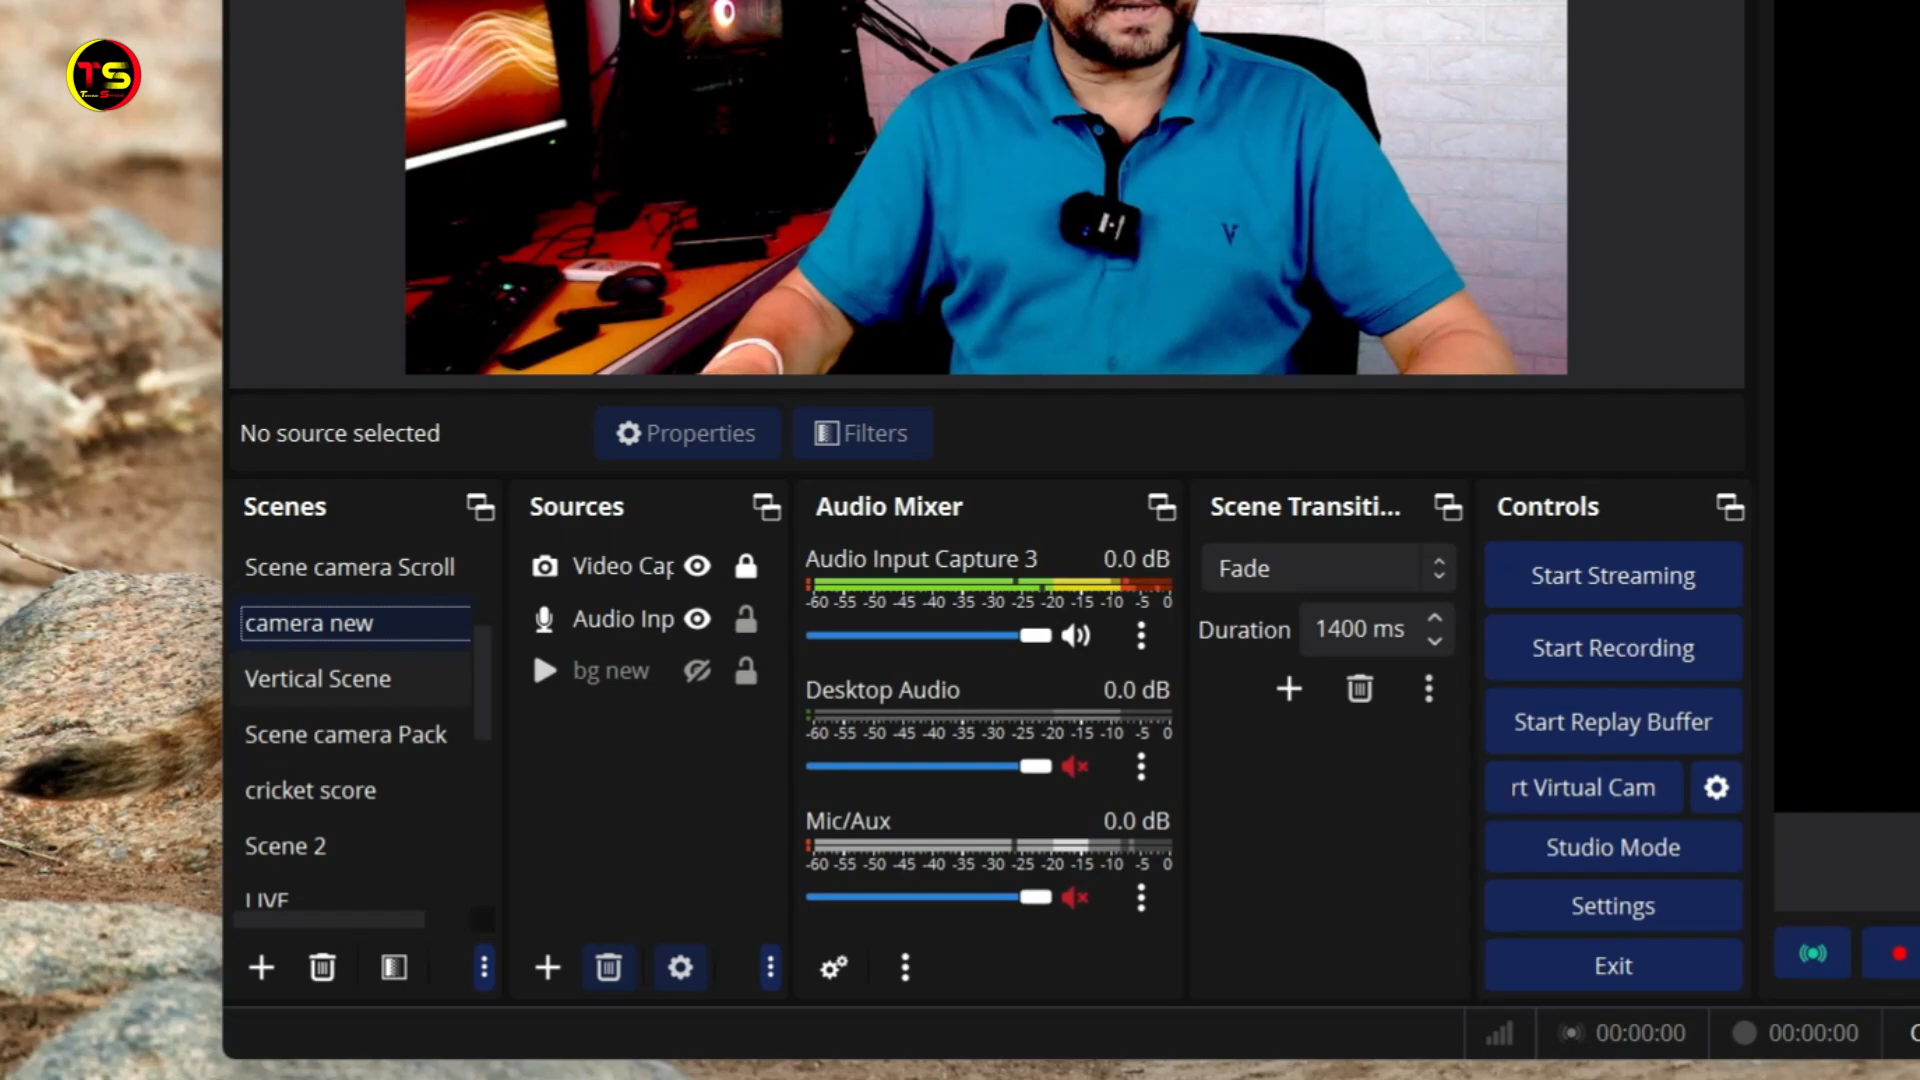 TS
No source selected
Properties
Filters
Scenes
Scene camera Scroll
camera new
Vertical Scene
Scene camera Pack
cricket score
Scene 2
LIVE
Sources
Video Cap
Audio Inp
bg new
Audio Mixer
Audio Input Capture 3 0.0 dB
-60 -55 -50 -45 -40 -35 -30 -25 -20 -15 -10 -5 0
Desktop Audio 0.0 dB
-60 -55 -50 -45 -40 -35 -30 -25 -20 -15 -10 -5 0
Mic/Aux 0.0 dB
-60 -55 -50 -45 -40 -35 -30 -25 -20 -15 -10 -5 0
Scene Transiti...
Fade
Duration 1400 ms
Controls
Start Streaming
Start Recording
Start Replay Buffer
rt Virtual Cam
Studio Mode
Settings
Exit
00:00:00
00:00:00